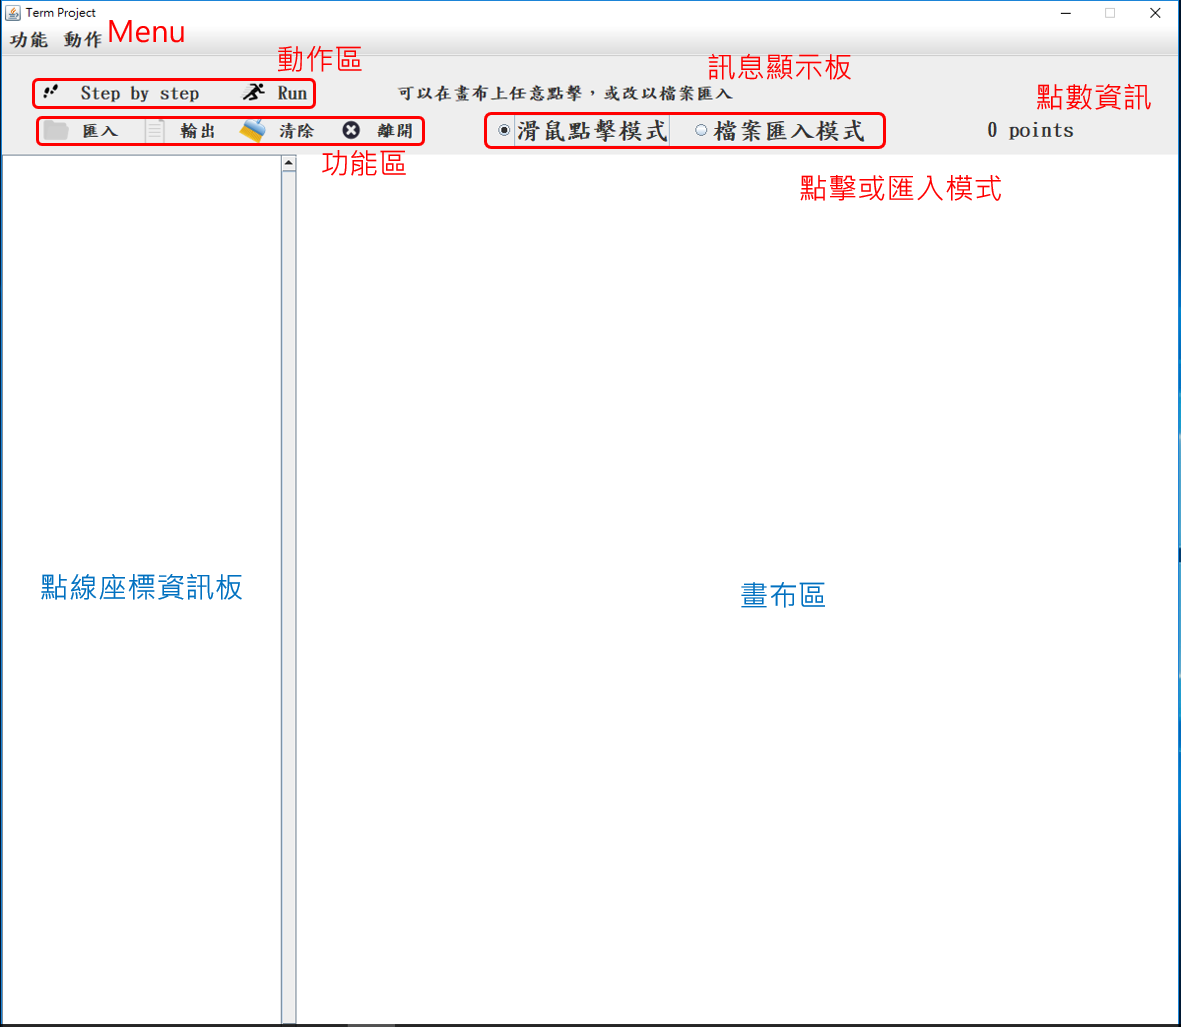 Term Project
功能 動作 Menu
動作區
訊息顯示板
Step by step Run
可以在畫布上任意點擊，或改以檔案匯入
點數資訊
匯入 輸出 清除 離開
滑鼠點擊模式 檔案匯入模式
0 points
功能區
點擊或匯入模式
點線座標資訊板
畫布區